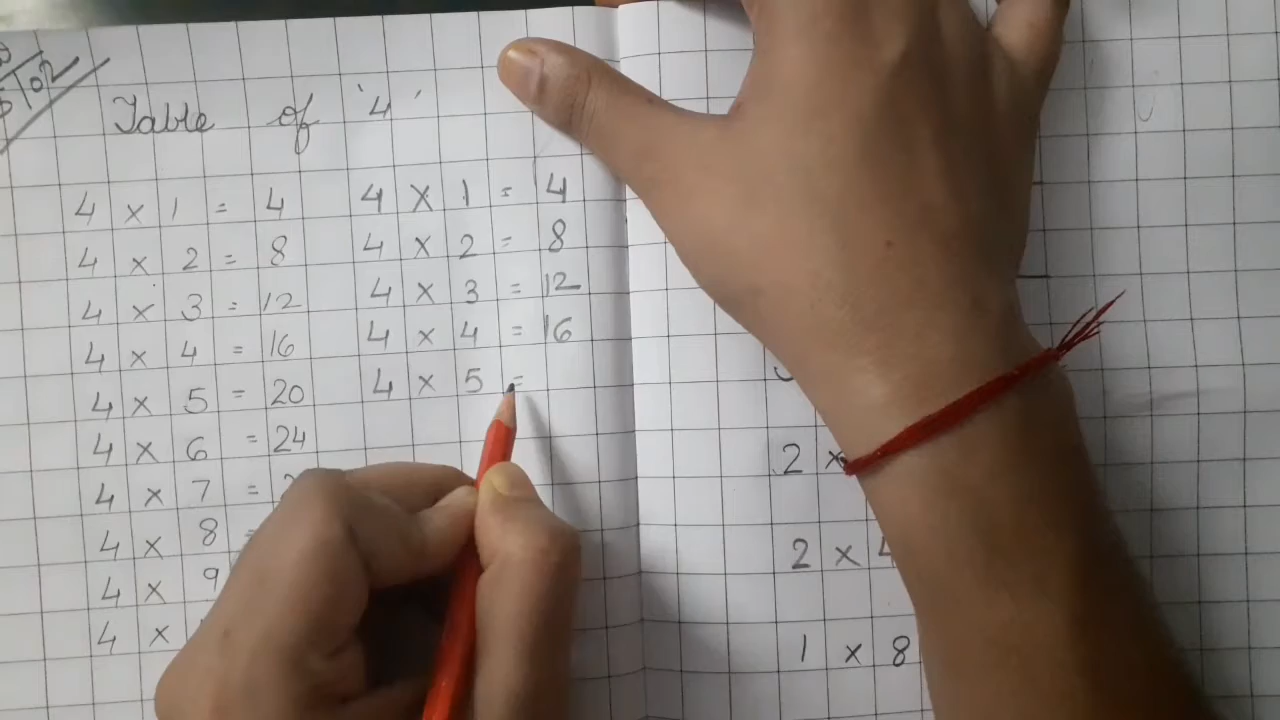 Table of '4'
4 x 1 = 4
4 x 2 = 8
4 x 3 = 12
4 x 4 = 16
4 x 5 = 20
4 x 6 = 24
4 x 7 =
4 x 8 =
4 x 9
4 x
4 x 1 = 4
4 x 2 = 8
4 x 3 = 12
4 x 4 = 16
4 x 5 =
2 x
2 x 4
1 x 8